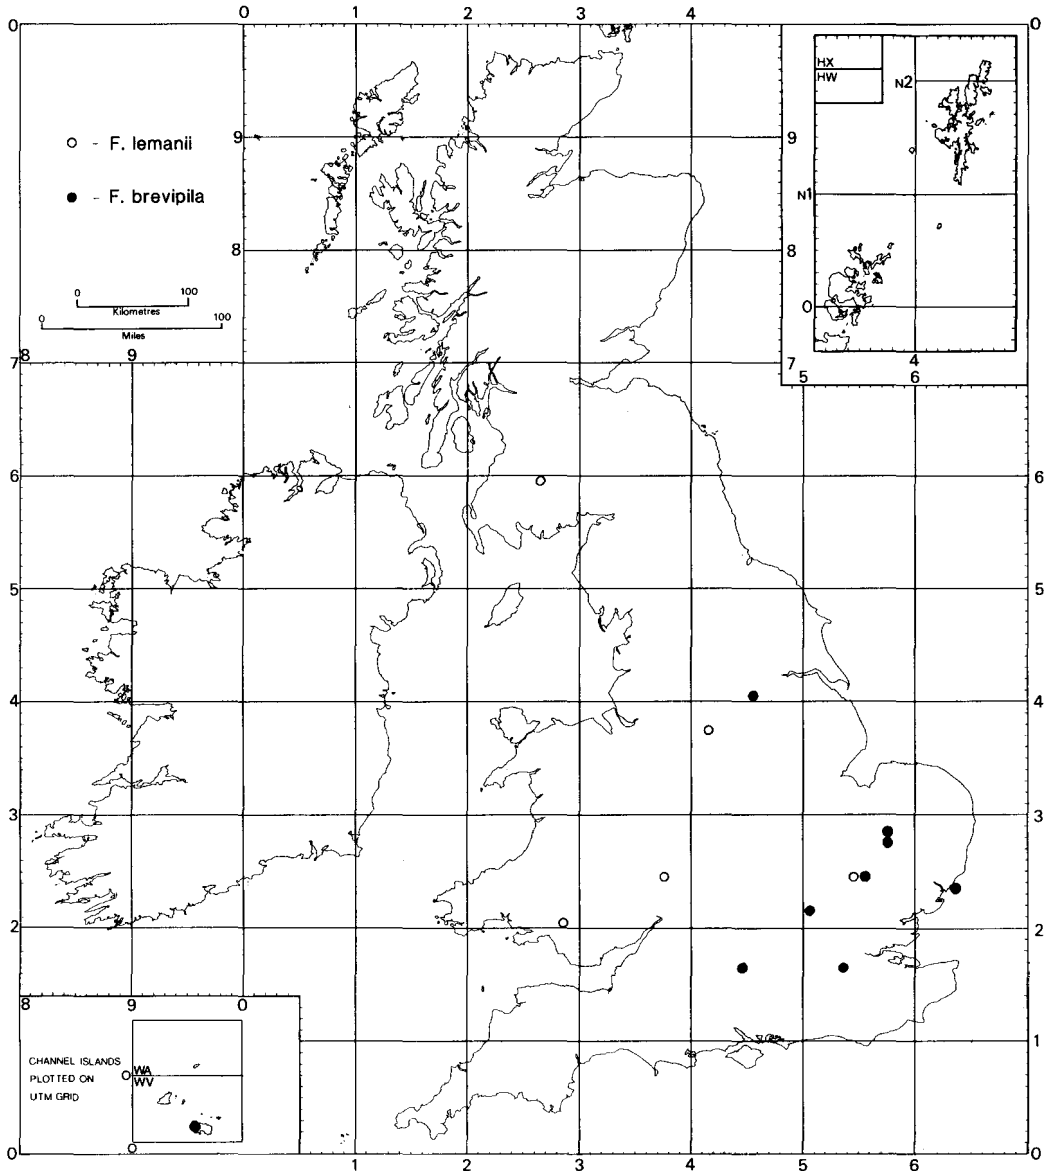 0 1 2 3 4
0 0
HX
HW
N2
○ - F. lemanii
9 9
● - F. brevipila
N1
8 8
0 100
Kilometres
0 100
Miles
0
4
8 9
7 7
5 6
6 6
5 5
4 4
3 3
2 2
8 9 0
1 1
CHANNEL ISLANDS
PLOTTED ON
UTM GRID
0
WA
WV
0
0 0
1 2 3 4 5 6